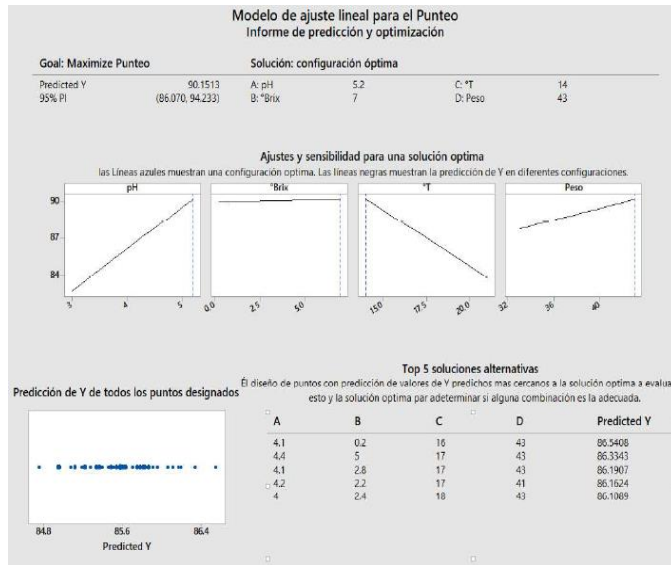 Modelo de ajuste lineal para el Punteo
Informe de predicción y optimización
Goal: Maximize Punteo
Solución: configuración óptima
Predicted Y 90.1513 A: pH 5.2 C: °T 14
95% PI (86.070, 94.233) B: °Brix 7 D: Peso 43
Ajustes y sensibilidad para una solución optima
las Líneas azules muestran una configuración optima. Las líneas negras muestran la predicción de Y en diferentes configuraciones.
pH °Brix °T Peso
90
87
84
3 4 5 0.0 2.5 5.0 15.0 17.5 20.0 32 36 40
Top 5 soluciones alternativas
Él diseño de puntos con predicción de valores de Y predichos mas cercanos a la solución optima a evalua
esto y la solución optima par adeterminar si alguna combinación es la adecuada.
A B C D Predicted Y
4.1 0.2 16 43 86.5408
4.4 5 17 43 86.3343
4.1 2.8 17 43 86.1907
4.2 2.2 17 41 86.1624
4 2.4 18 43 86.1089
Predicción de Y de todos los puntos designados
84.8 85.6 86.4
Predicted Y